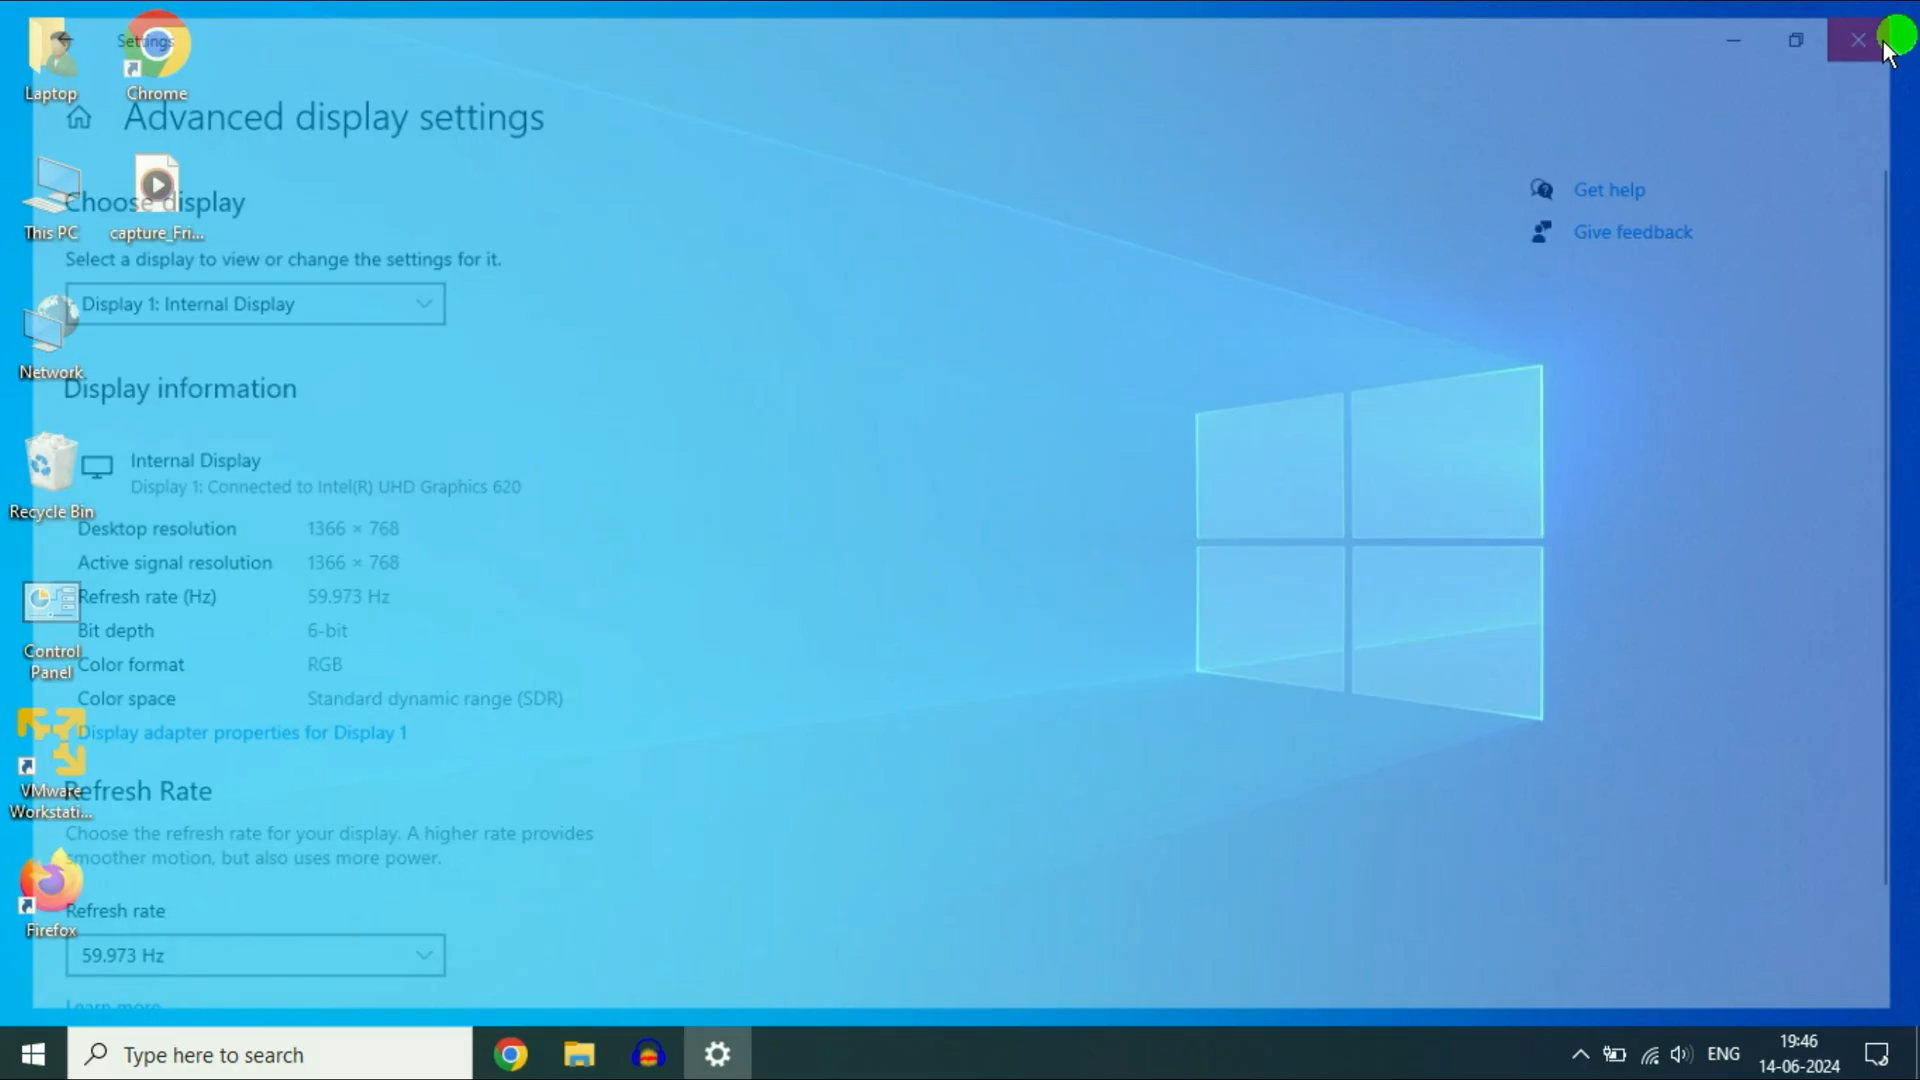 Settings
Laptop
Chrome
Advanced display settings
Choose display
This PC
capture_Fri...
Select a display to view or change the settings for it.
Display 1: Internal Display
Get help
Give feedback
Network
Display information
Internal Display
Display 1: Connected to Intel(R) UHD Graphics 620
Recycle Bin
Desktop resolution 1366 × 768
Active signal resolution 1366 × 768
Refresh rate (Hz) 59.973 Hz
Bit depth 6-bit
Control
Panel
Color format RGB
Color space Standard dynamic range (SDR)
Display adapter properties for Display 1
VMware
Workstati...
Refresh Rate
Choose the refresh rate for your display. A higher rate provides
smoother motion, but also uses more power.
Refresh rate
Firefox
59.973 Hz
Learn more
Type here to search
ENG
19:46
14-06-2024